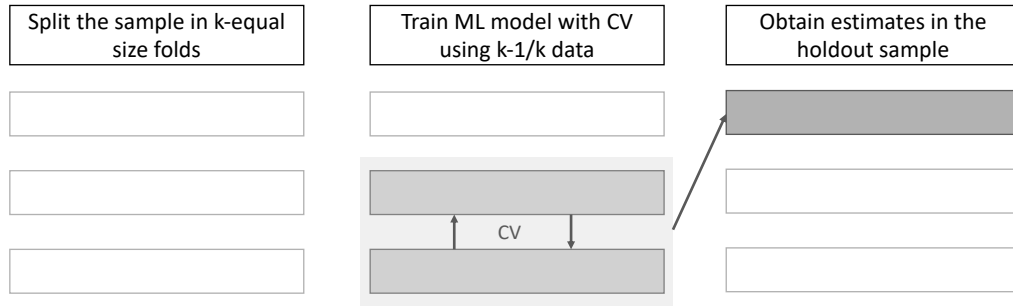 Split the sample in k-equal
size folds
Train ML model with CV
using k-1/k data
Obtain estimates in the
holdout sample
CV